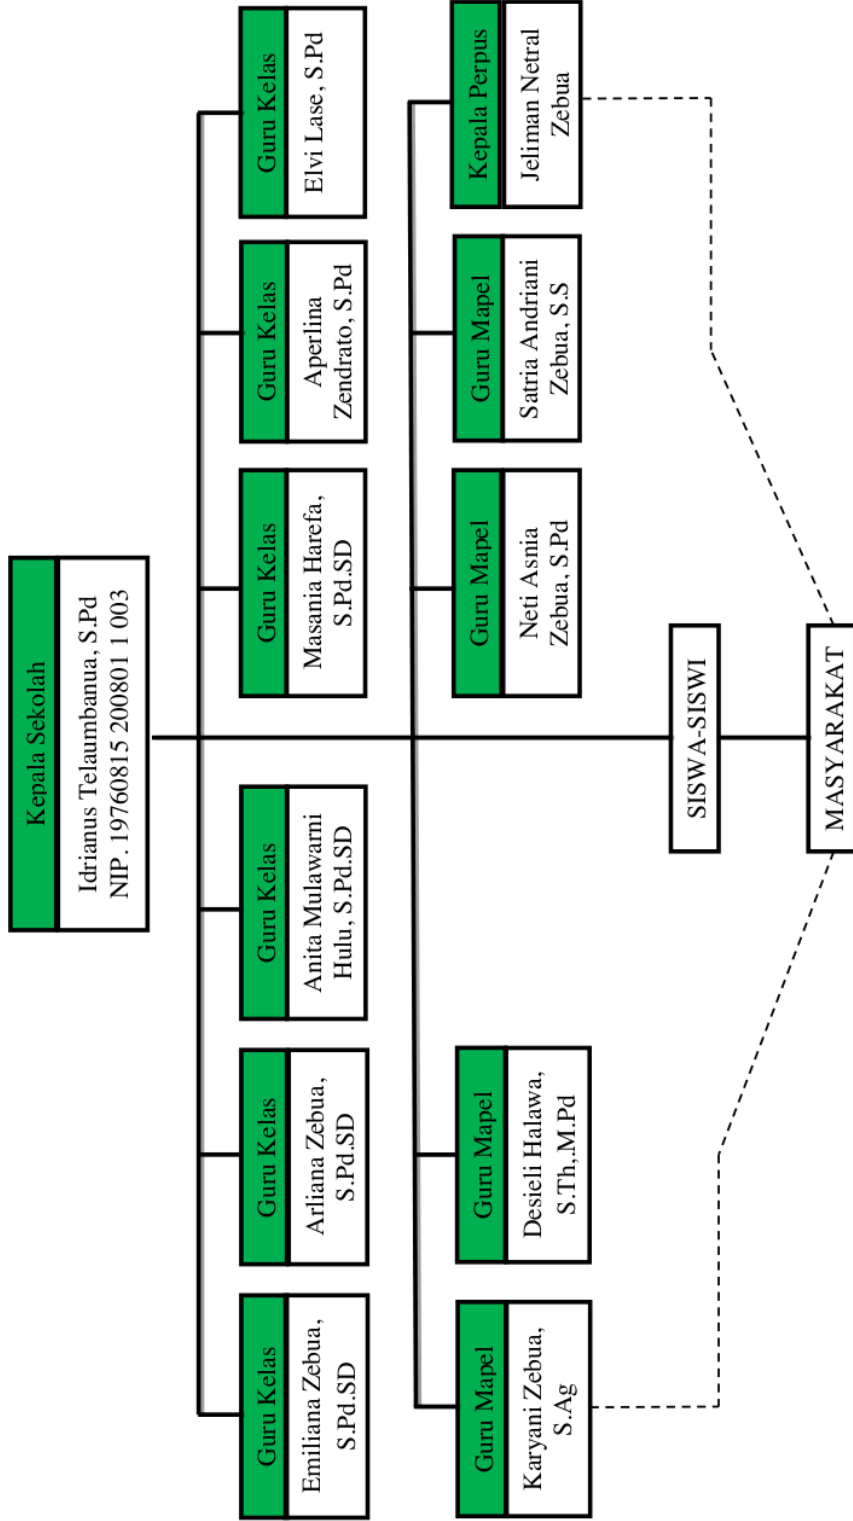 Kepala Sekolah
Idrianus Telaumbanua, S.Pd
NIP. 19760815 200801 1 003
Guru Kelas
Emiliana Zebua,
S.Pd.SD
Guru Kelas
Arliana Zebua,
S.Pd.SD
Guru Kelas
Anita Mulawarni
Hulu, S.Pd.SD
Guru Kelas
Masania Harefa,
S.Pd.SD
Guru Kelas
Aperlina
Zendrato, S.Pd
Guru Kelas
Elvi Lase, S.Pd
Guru Mapel
Karyani Zebua,
S.Ag
Guru Mapel
Desieli Halawa,
S.Th,.M.Pd
Guru Mapel
Neti Asnia
Zebua, S.Pd
Guru Mapel
Satria Andriani
Zebua, S.S
Kepala Perpus
Jeliman Netral
Zebua
SISWA-SISWI
MASYARAKAT